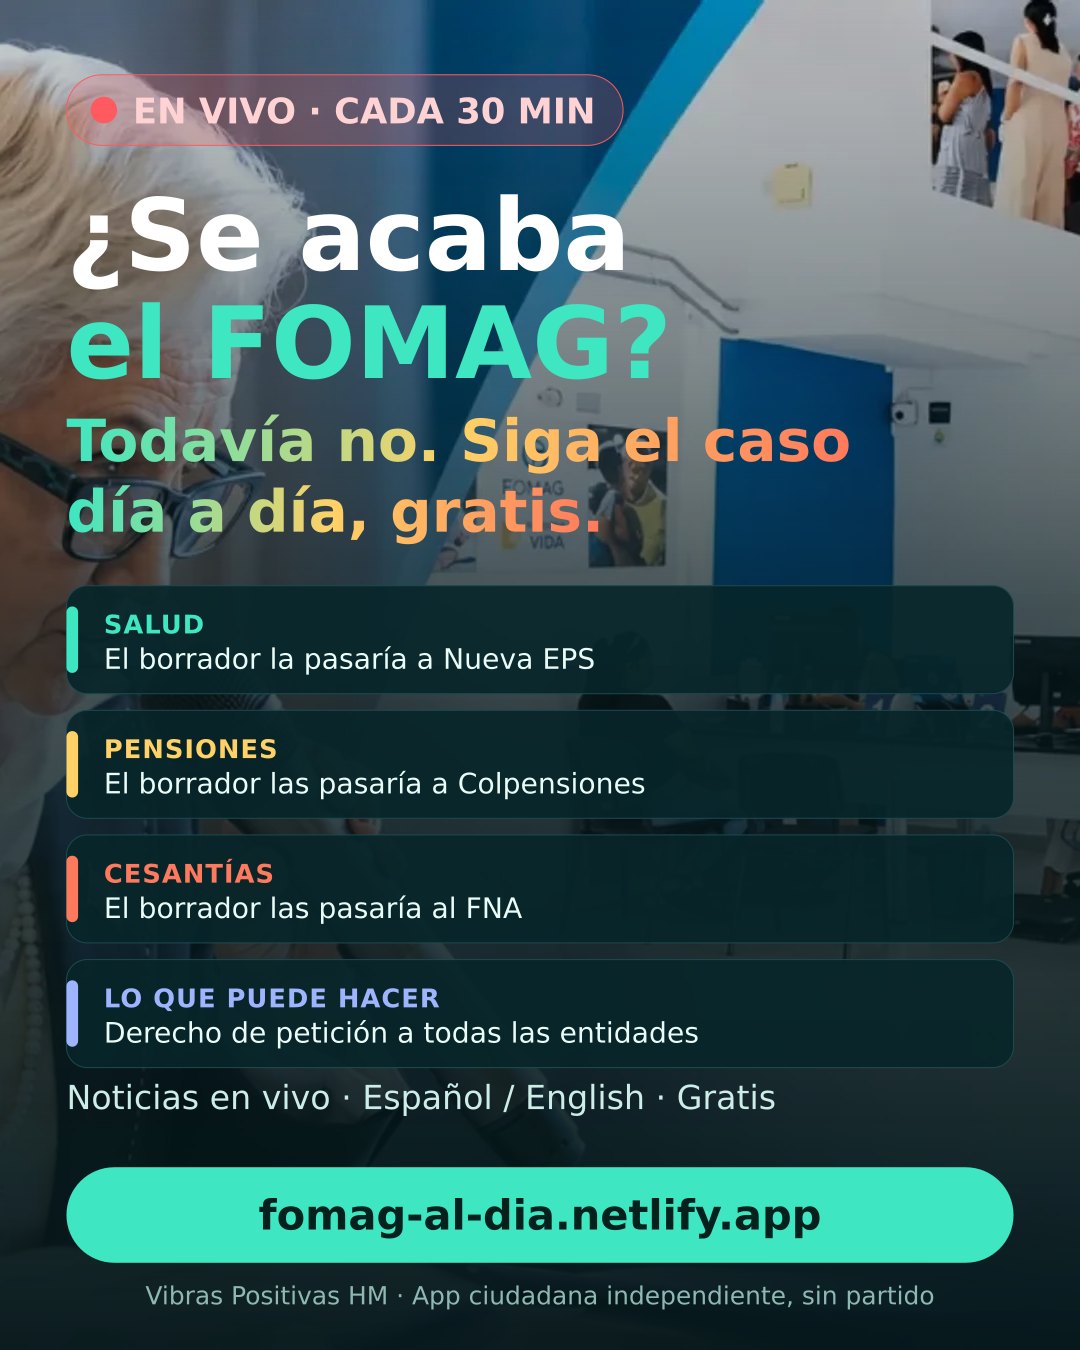 EN VIVO · CADA 30 MIN
¿Se acaba
el FOMAG?
Todavía no. Siga el caso
día a día, gratis.
FOMAG
VIDA
SALUD
El borrador la pasaría a Nueva EPS
PENSIONES
El borrador las pasaría a Colpensiones
CESANTÍAS
El borrador las pasaría al FNA
LO QUE PUEDE HACER
Derecho de petición a todas las entidades
Noticias en vivo · Español / English · Gratis
fomag-al-dia.netlify.app
Vibras Positivas HM · App ciudadana independiente, sin partido